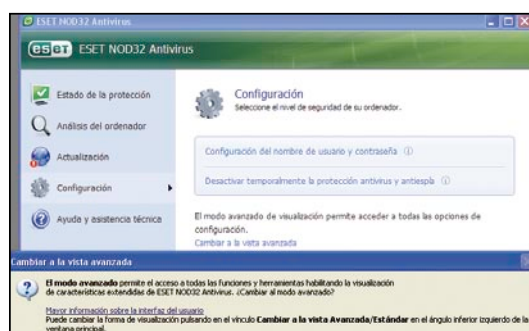 ESET NOD32 Antivirus
eset ESET NOD32 Antivirus
Estado de la protección
Análisis del ordenador
Actualización
Configuración
Ayuda y asistencia técnica
Configuración
Seleccione el nivel de seguridad de su ordenador.
Configuración del nombre de usuario y contraseña
Desactivar temporalmente la protección antivirus y antiespía
El modo avanzado de visualización permite acceder a todas las opciones de
configuración.
Cambiar a la vista avanzada
Cambiar a la vista avanzada
El modo avanzado permite el acceso a todas las funciones y herramientas habilitando la visualización
de características extendidas de ESET NOD32 Antivirus. ¿Cambiar al modo avanzado?
Mayor información sobre la interfaz del usuario
Puede cambiar la forma de visualización pulsando en el vínculo Cambiar a la vista Avanzada/Estándar en el ángulo inferior izquierdo de la
ventana principal.